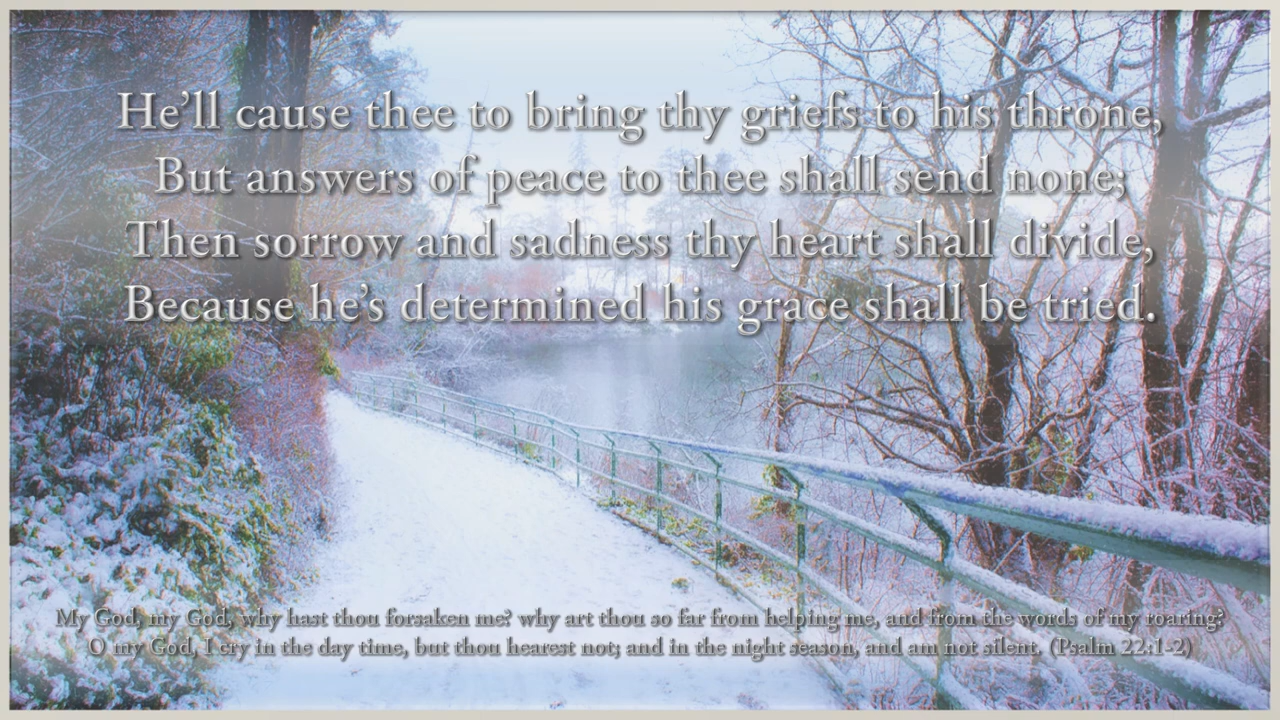 He’ll cause thee to bring thy griefs to his throne,
But answers of peace to thee shall send none;
Then sorrow and sadness thy heart shall divide,
Because he’s determined his grace shall be tried.
My God, my God, why hast thou forsaken me? why art thou so far from helping me, and from the words of my roaring?
O my God, I cry in the day time, but thou hearest not; and in the night season, and am not silent. (Psalm 22:1-2)